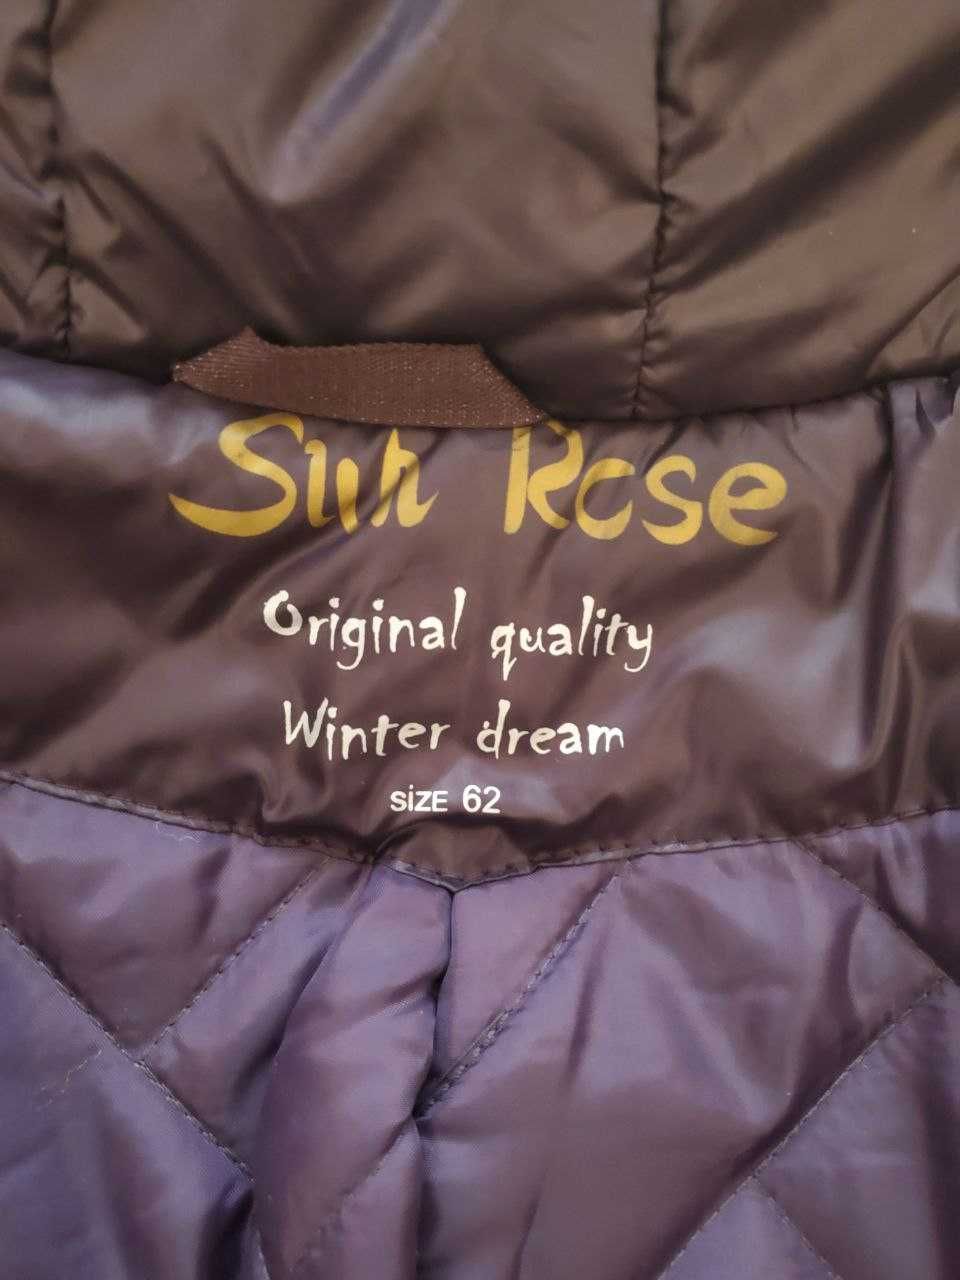 Sun Rose
Original quality
Winter dream
SiZE 62